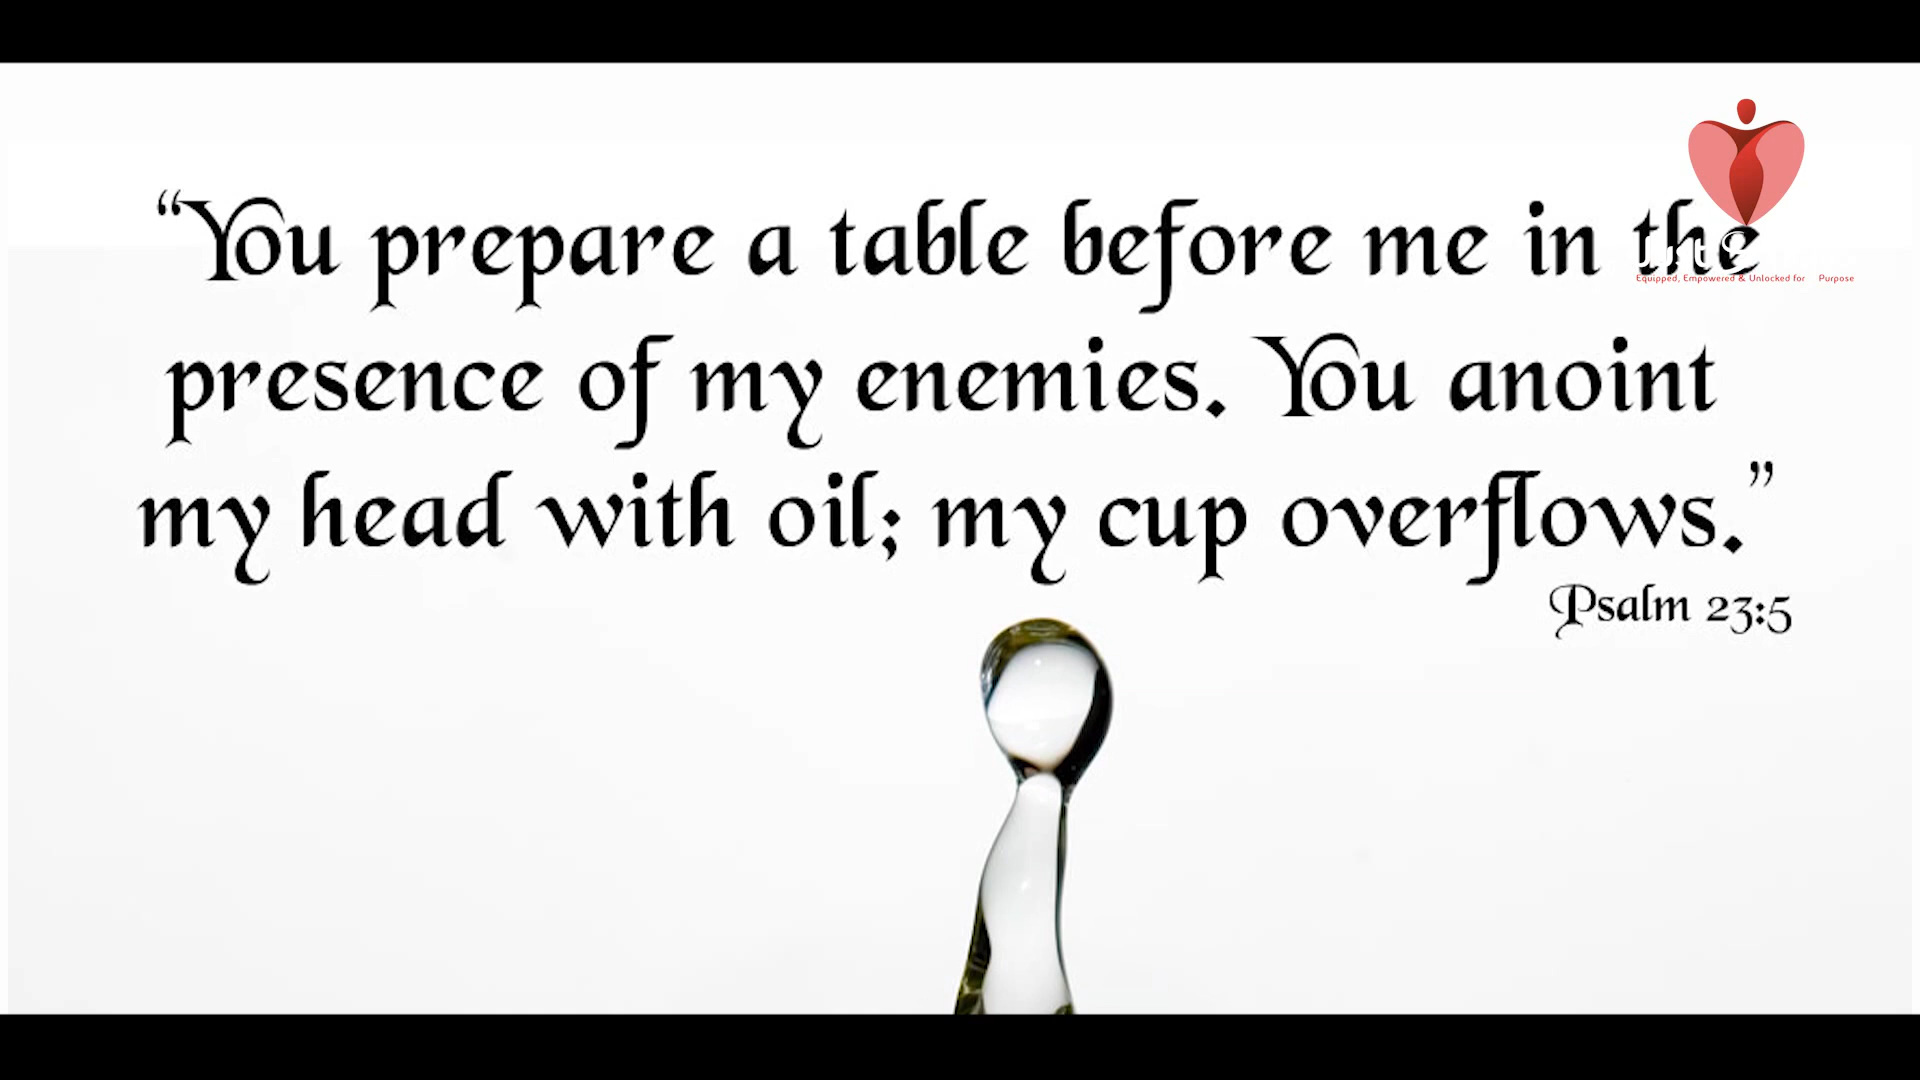 “You prepare a table before me in the
presence of my enemies. You anoint
my head with oil; my cup overflows.”
Psalm 23:5
Equipped, Empowered & Unlocked for Purpose